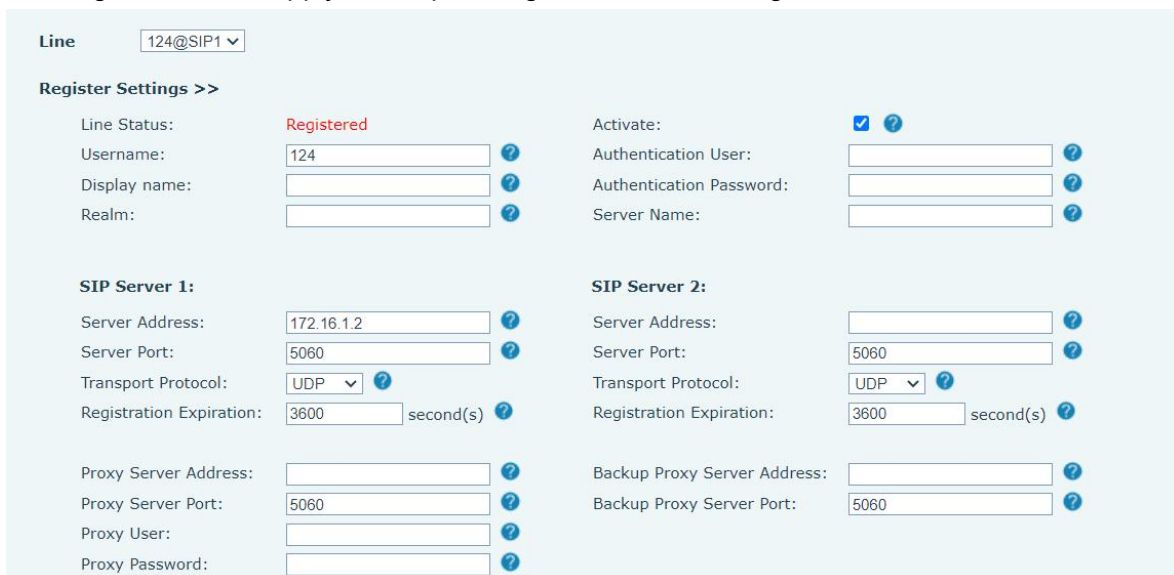 Line 124@SIP1
Register Settings >>
Line Status: Registered Activate: ?
Username: 124 ? Authentication User: ?
Display name: ? Authentication Password: ?
Realm: ? Server Name: ?
SIP Server 1: SIP Server 2:
Server Address: 172.16.1.2 ? Server Address: ?
Server Port: 5060 ? Server Port: 5060 ?
Transport Protocol: UDP ? Transport Protocol: UDP ?
Registration Expiration: 3600 second(s) ? Registration Expiration: 3600 second(s) ?
Proxy Server Address: ? Backup Proxy Server Address: ?
Proxy Server Port: 5060 ? Backup Proxy Server Port: 5060 ?
Proxy User: ?
Proxy Password: ?